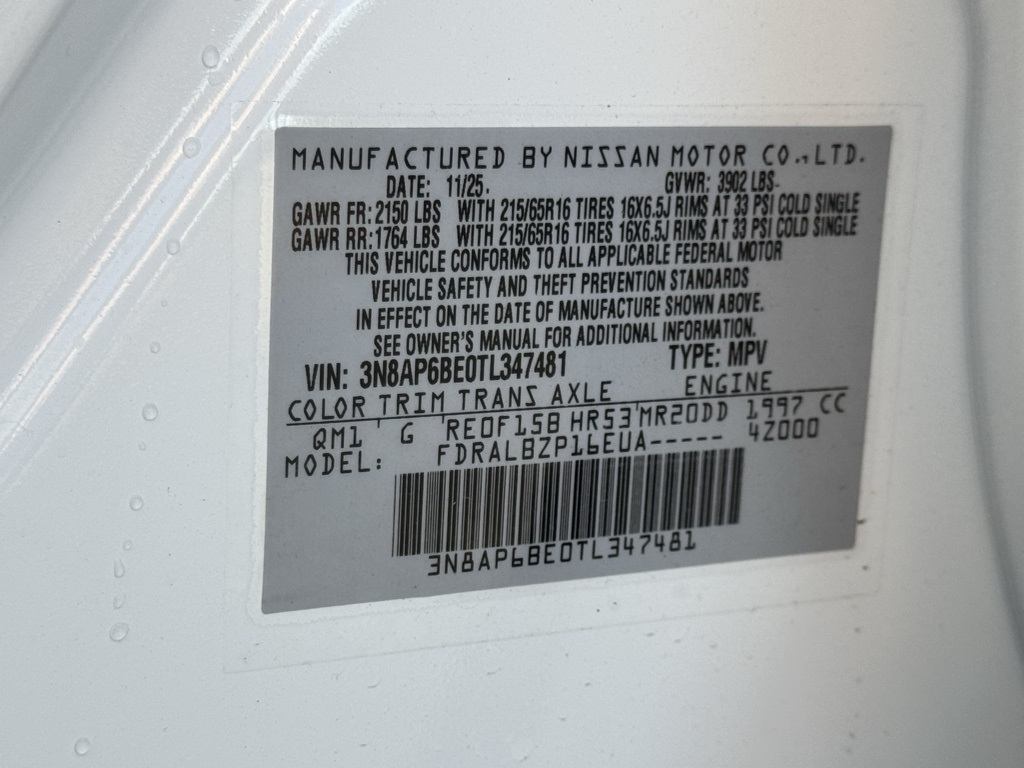 MANUFACTURED BY NISSAN MOTOR CO.,LTD.
DATE: 11/25. GVWR: 3902 LBS.
GAWR FR: 2150 LBS WITH 215/65R16 TIRES 16X6.5J RIMS AT 33 PSI COLD SINGLE
GAWR RR: 1764 LBS WITH 215/65R16 TIRES 16X6.5J RIMS AT 33 PSI COLD SINGLE
THIS VEHICLE CONFORMS TO ALL APPLICABLE FEDERAL MOTOR
VEHICLE SAFETY AND THEFT PREVENTION STANDARDS
IN EFFECT ON THE DATE OF MANUFACTURE SHOWN ABOVE.
SEE OWNER'S MANUAL FOR ADDITIONAL INFORMATION.
VIN: 3N8AP6BE0TL347481 TYPE: MPV
COLOR TRIM TRANS AXLE ENGINE
QM1 G RE0F15B HR53 MR20DD 1997 CC
MODEL: FDRALBZP16EUA----- 4Z000
3N8AP6BE0TL347481